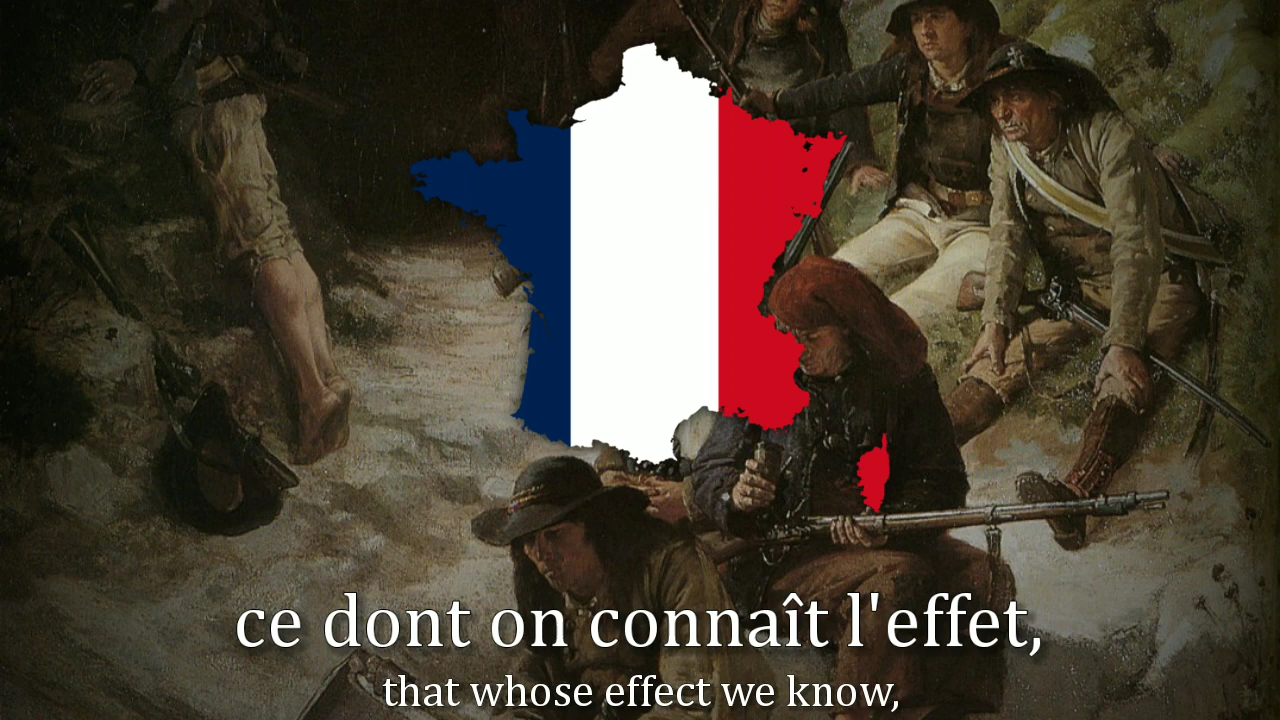 ce dont on connaît l'effet,
that whose effect we know,